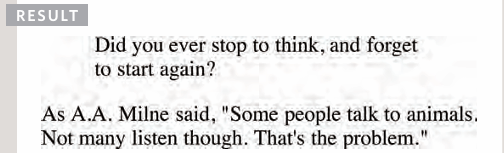 RESULT
Did you ever stop to think, and forget
to start again?
As A.A. Milne said, "Some people talk to animals.
Not many listen though. That's the problem."